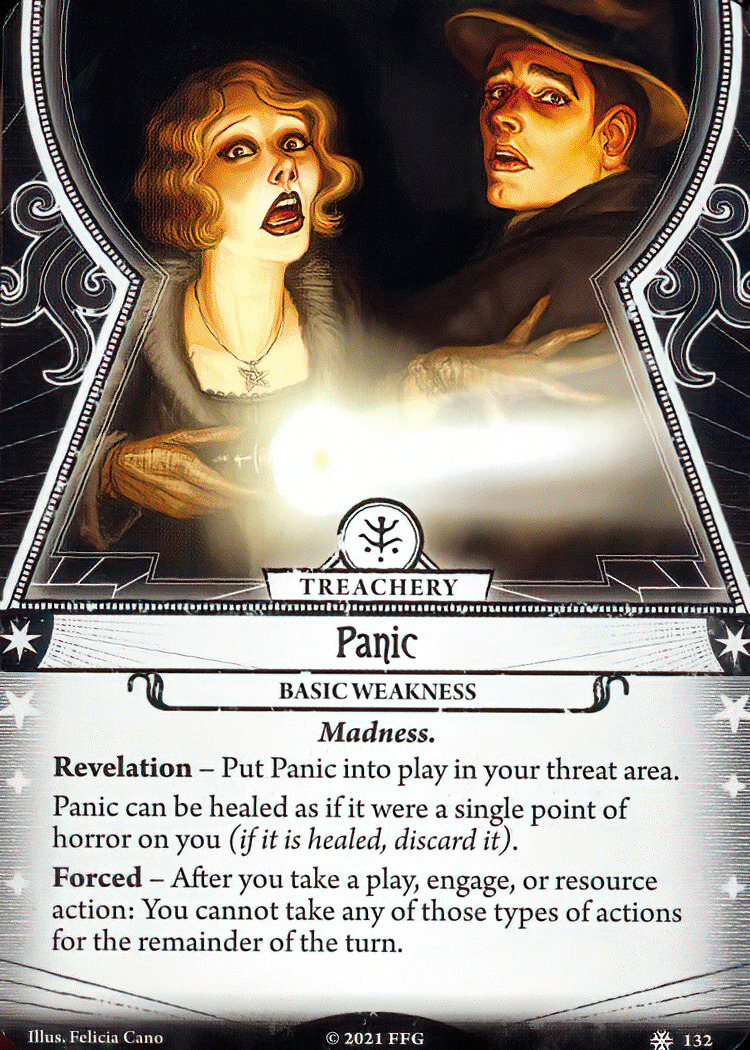 TREACHERY
Panic
BASIC WEAKNESS
Madness.
Revelation – Put Panic into play in your threat area.
Panic can be healed as if it were a single point of
horror on you (if it is healed, discard it).
Forced – After you take a play, engage, or resource
action: You cannot take any of those types of actions
for the remainder of the turn.
Illus. Felicia Cano © 2021 FFG 132